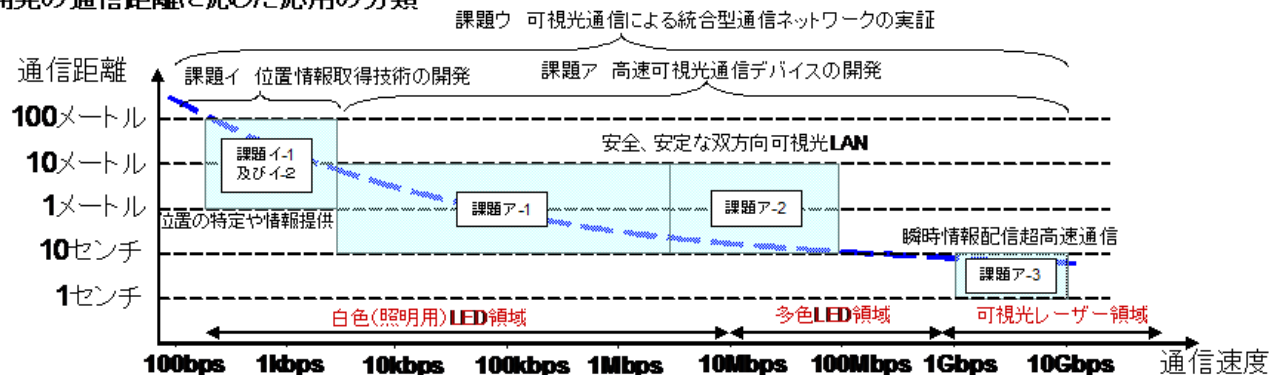 開発の通信距離に応じた応用の分類
課題ウ 可視光通信による統合型通信ネットワークの実証
通信距離
課題イ 位置情報取得技術の開発
課題ア 高速可視光通信デバイスの開発
100メートル
安全、安定な双方向可視光LAN
10メートル
課題イ-1
及びイ-2
1メートル
課題ア-1
課題ア-2
位置の特定や情報提供
10センチ
瞬時情報配信超高速通信
課題ア-3
1センチ
白色(照明用)LED領域
多色LED領域
可視光レーザー領域
100bps 1kbps 10kbps 100kbps 1Mbps 10Mbps 100Mbps 1Gbps 10Gbps 通信速度